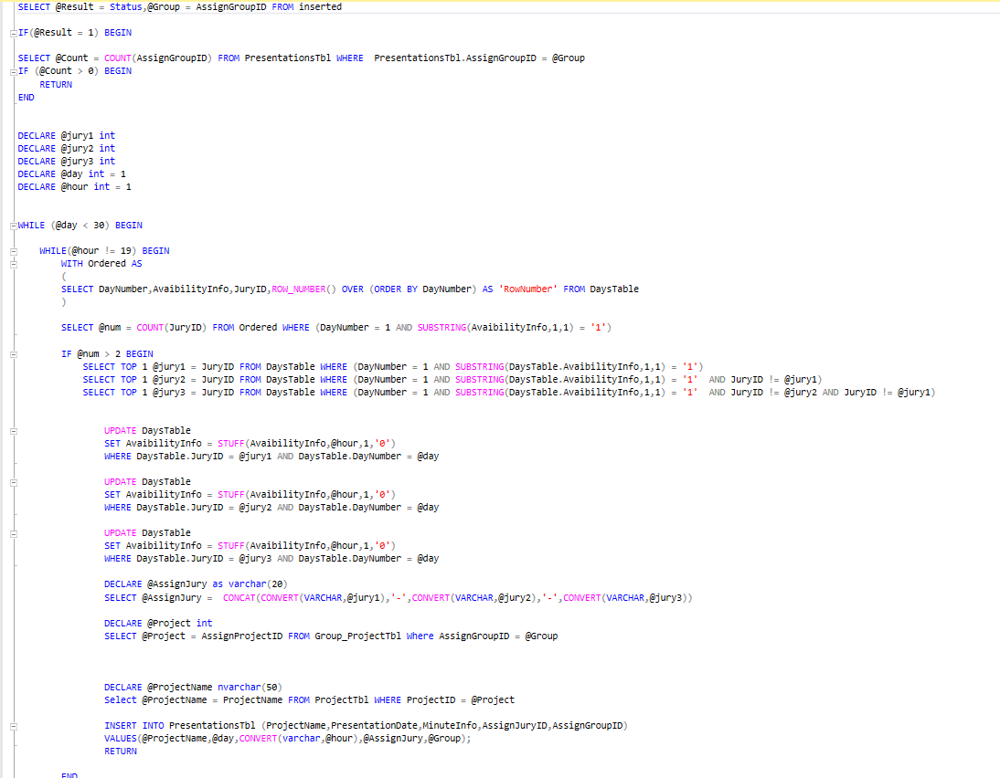 SELECT @Result = Status,@Group = AssignGroupID FROM inserted
IF(@Result = 1) BEGIN
SELECT @Count = COUNT(AssignGroupID) FROM PresentationsTbl WHERE  PresentationsTbl.AssignGroupID = @Group
IF (@Count > 0) BEGIN
    RETURN
END
DECLARE @jury1 int
DECLARE @jury2 int
DECLARE @jury3 int
DECLARE @day int = 1
DECLARE @hour int = 1
WHILE (@day < 30) BEGIN
    WHILE(@hour != 19) BEGIN
        WITH Ordered AS
        (
        SELECT DayNumber,AvaibilityInfo,JuryID,ROW_NUMBER() OVER (ORDER BY DayNumber) AS 'RowNumber' FROM DaysTable
        )
        SELECT @num = COUNT(JuryID) FROM Ordered WHERE (DayNumber = 1 AND SUBSTRING(AvaibilityInfo,1,1) = '1')
        IF @num > 2 BEGIN
            SELECT TOP 1 @jury1 = JuryID FROM DaysTable WHERE (DayNumber = 1 AND SUBSTRING(DaysTable.AvaibilityInfo,1,1) = '1')
            SELECT TOP 1 @jury2 = JuryID FROM DaysTable WHERE (DayNumber = 1 AND SUBSTRING(DaysTable.AvaibilityInfo,1,1) = '1'  AND JuryID != @jury1)
            SELECT TOP 1 @jury3 = JuryID FROM DaysTable WHERE (DayNumber = 1 AND SUBSTRING(DaysTable.AvaibilityInfo,1,1) = '1'  AND JuryID != @jury2 AND JuryID != @jury1)
                UPDATE DaysTable
                SET AvaibilityInfo = STUFF(AvaibilityInfo,@hour,1,'0')
                WHERE DaysTable.JuryID = @jury1 AND DaysTable.DayNumber = @day
                UPDATE DaysTable
                SET AvaibilityInfo = STUFF(AvaibilityInfo,@hour,1,'0')
                WHERE DaysTable.JuryID = @jury2 AND DaysTable.DayNumber = @day
                UPDATE DaysTable
                SET AvaibilityInfo = STUFF(AvaibilityInfo,@hour,1,'0')
                WHERE DaysTable.JuryID = @jury3 AND DaysTable.DayNumber = @day
                DECLARE @AssignJury as varchar(20)
                SELECT @AssignJury =  CONCAT(CONVERT(VARCHAR,@jury1),'-',CONVERT(VARCHAR,@jury2),'-',CONVERT(VARCHAR,@jury3))
                DECLARE @Project int
                SELECT @Project = AssignProjectID FROM Group_ProjectTbl Where AssignGroupID = @Group
                DECLARE @ProjectName nvarchar(50)
                Select @ProjectName = ProjectName FROM ProjectTbl WHERE ProjectID = @Project
                INSERT INTO PresentationsTbl (ProjectName,PresentationDate,MinuteInfo,AssignJuryID,AssignGroupID)
                VALUES(@ProjectName,@day,CONVERT(varchar,@hour),@AssignJury,@Group);
                RETURN
        END